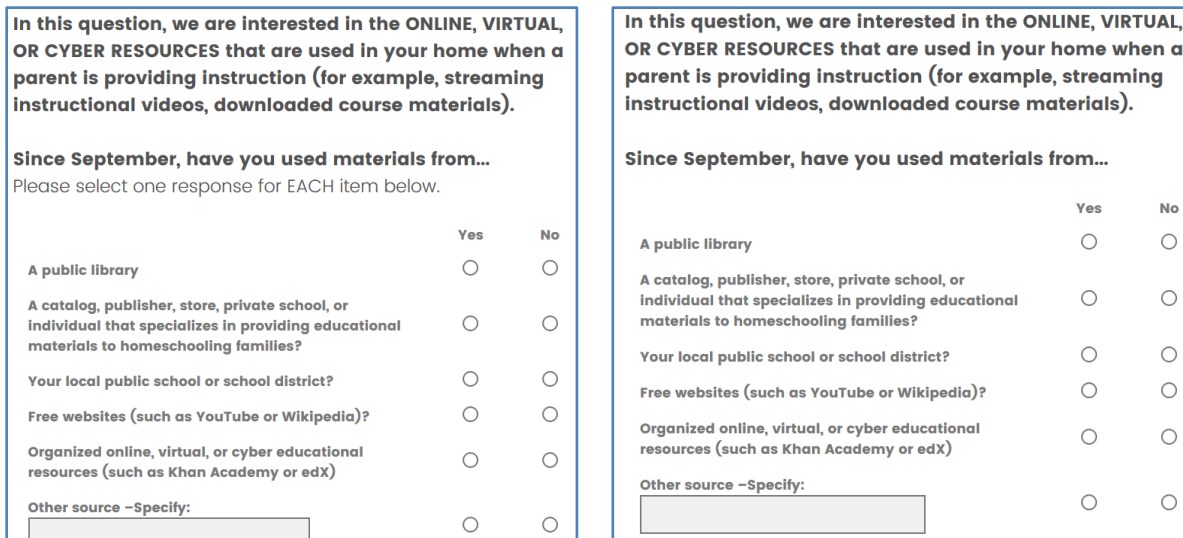 In this question, we are interested in the ONLINE, VIRTUAL,
OR CYBER RESOURCES that are used in your home when a
parent is providing instruction (for example, streaming
instructional videos, downloaded course materials).
Since September, have you used materials from...
Please select one response for EACH item below.
Yes No
A public library
A catalog, publisher, store, private school, or
individual that specializes in providing educational
materials to homeschooling families?
Your local public school or school district?
Free websites (such as YouTube or Wikipedia)?
Organized online, virtual, or cyber educational
resources (such as Khan Academy or edX)
Other source –Specify:
In this question, we are interested in the ONLINE, VIRTUAL,
OR CYBER RESOURCES that are used in your home when a
parent is providing instruction (for example, streaming
instructional videos, downloaded course materials).
Since September, have you used materials from...
Yes No
A public library
A catalog, publisher, store, private school, or
individual that specializes in providing educational
materials to homeschooling families?
Your local public school or school district?
Free websites (such as YouTube or Wikipedia)?
Organized online, virtual, or cyber educational
resources (such as Khan Academy or edX)
Other source –Specify: